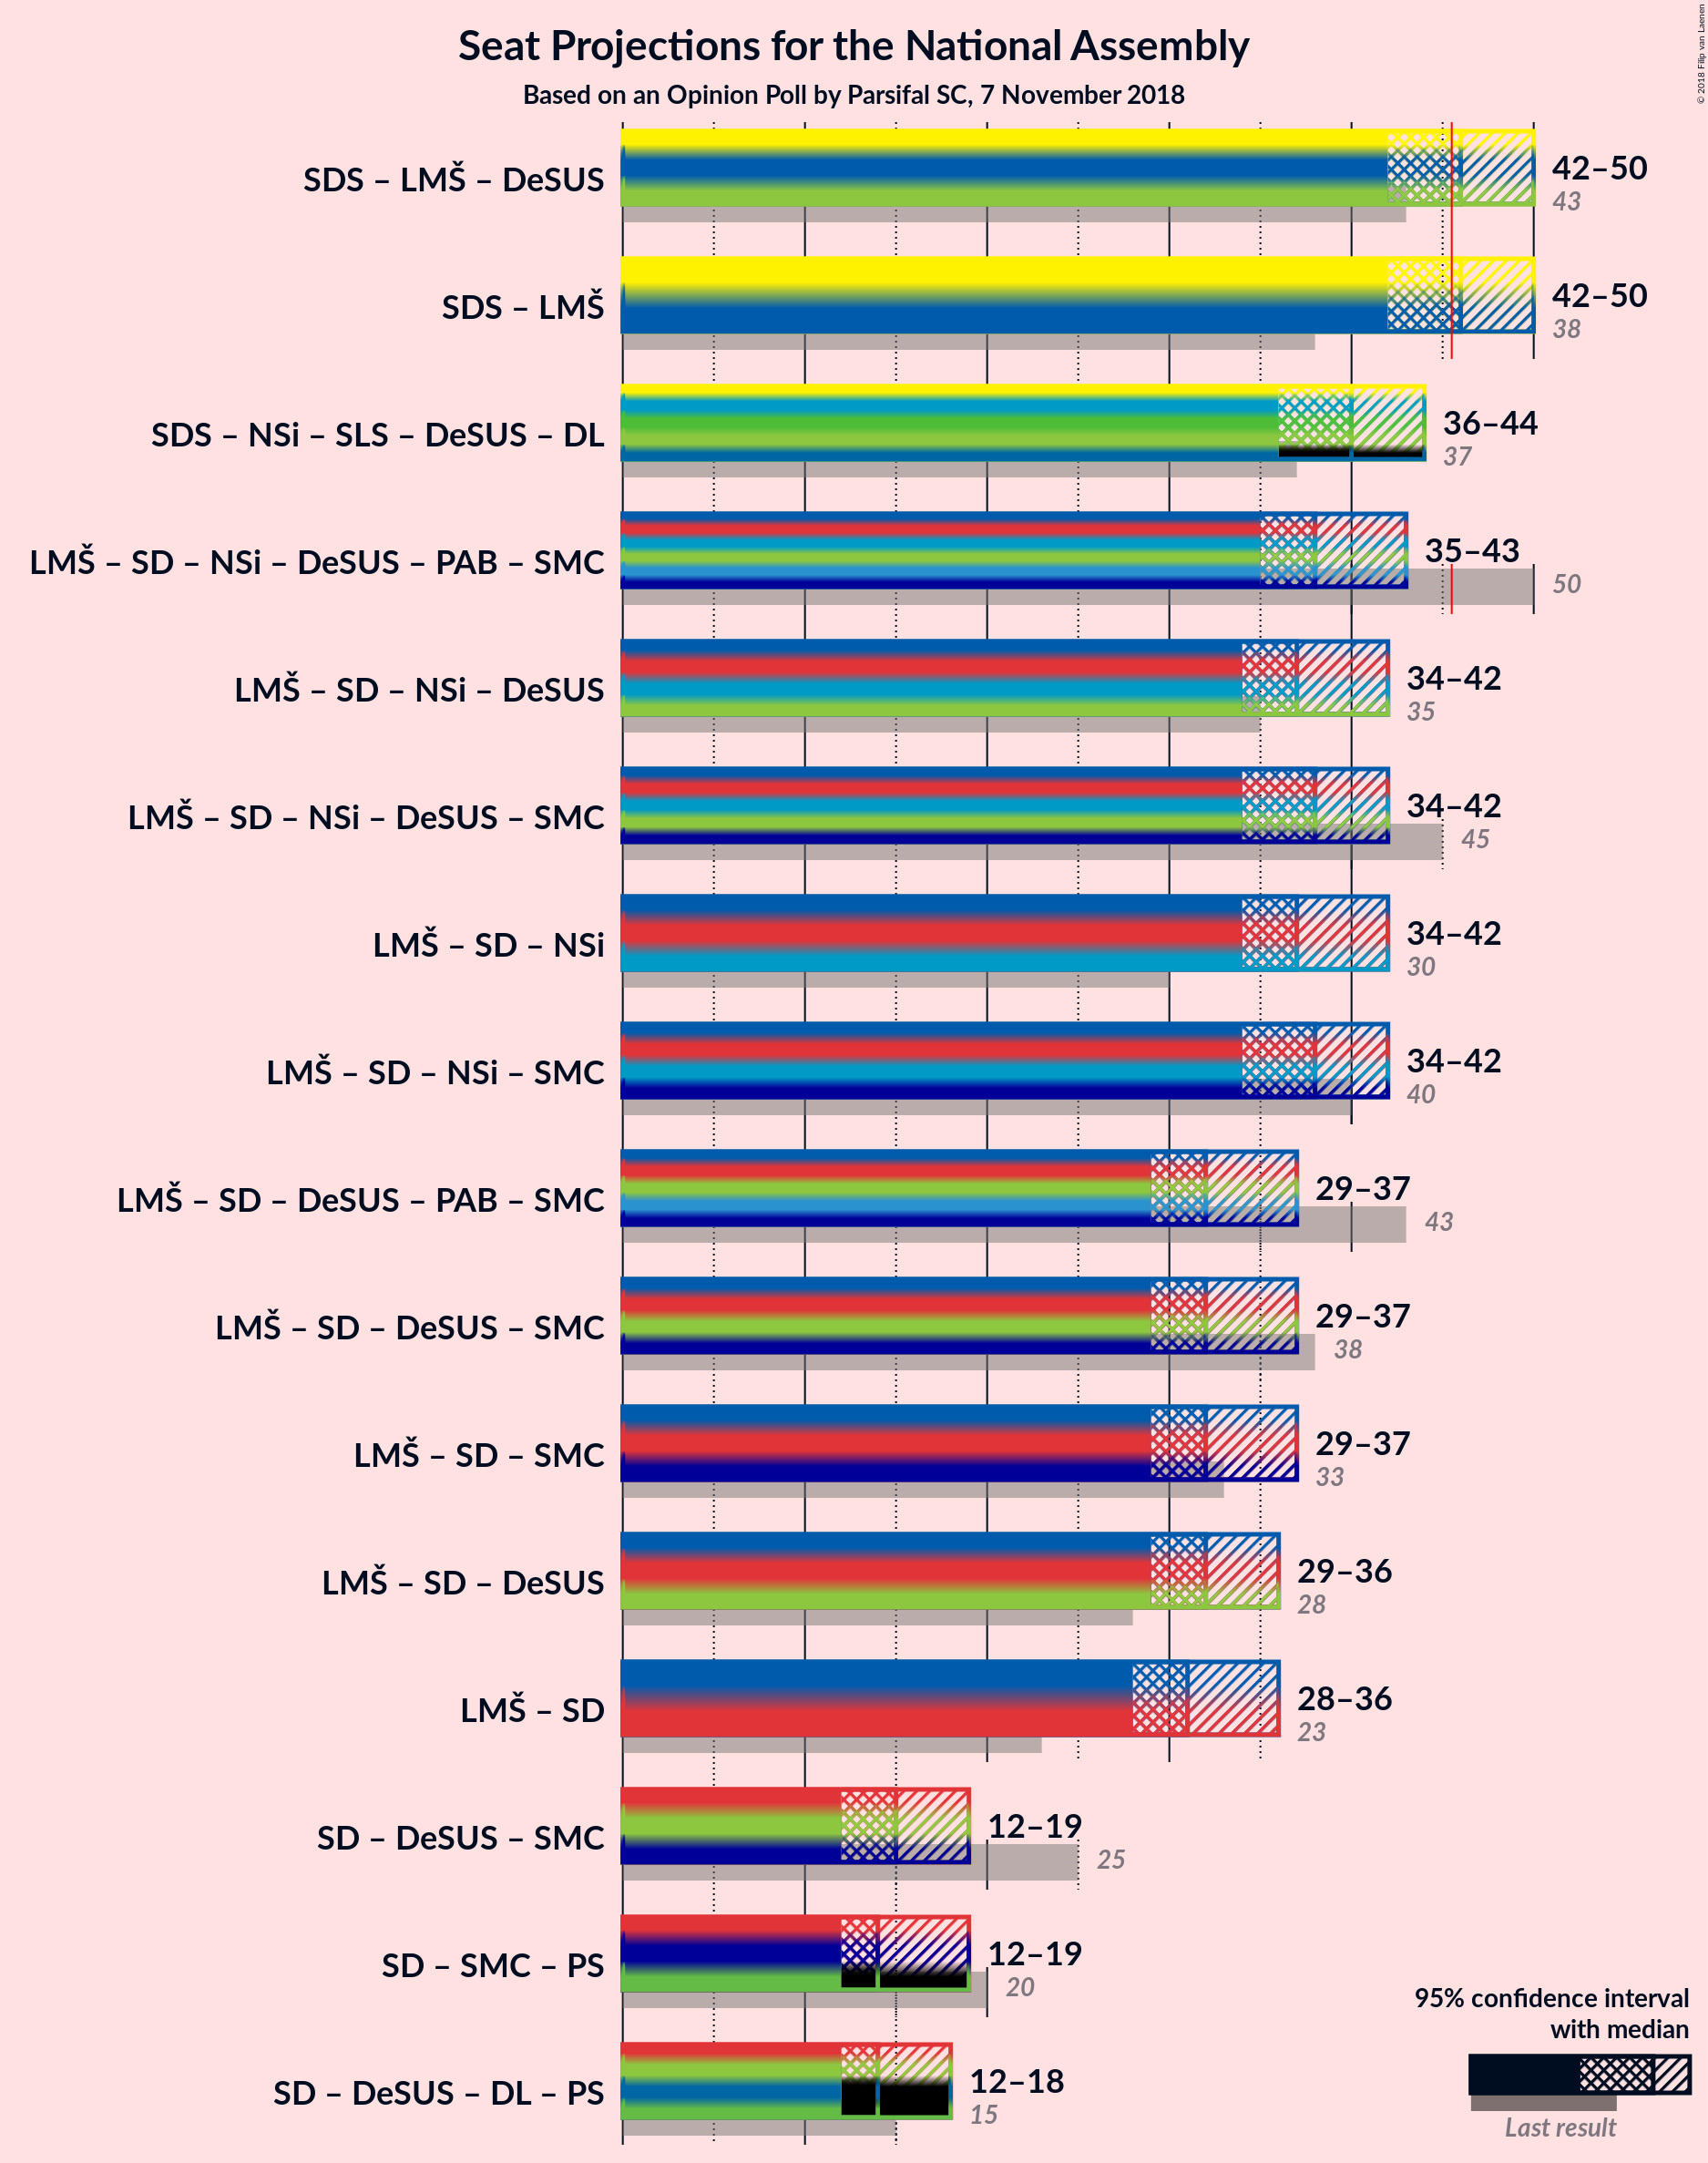 Seat Projections for the National Assembly
Based on an Opinion Poll by Parsifal SC, 7 November 2018
© 2018 Filip van Laenen
SDS – LMŠ – DeSUS
42–50
43
SDS – LMŠ
42–50
38
SDS – NSi – SLS – DeSUS – DL
36–44
37
LMŠ – SD – NSi – DeSUS – PAB – SMC
35–43
50
LMŠ – SD – NSi – DeSUS
34–42
35
LMŠ – SD – NSi – DeSUS – SMC
34–42
45
LMŠ – SD – NSi
34–42
30
LMŠ – SD – NSi – SMC
34–42
40
LMŠ – SD – DeSUS – PAB – SMC
29–37
43
LMŠ – SD – DeSUS – SMC
29–37
38
LMŠ – SD – SMC
29–37
33
LMŠ – SD – DeSUS
29–36
28
LMŠ – SD
28–36
23
SD – DeSUS – SMC
12–19
25
SD – SMC – PS
12–19
20
SD – DeSUS – DL – PS
12–18
15
95% confidence interval
with median
Last result